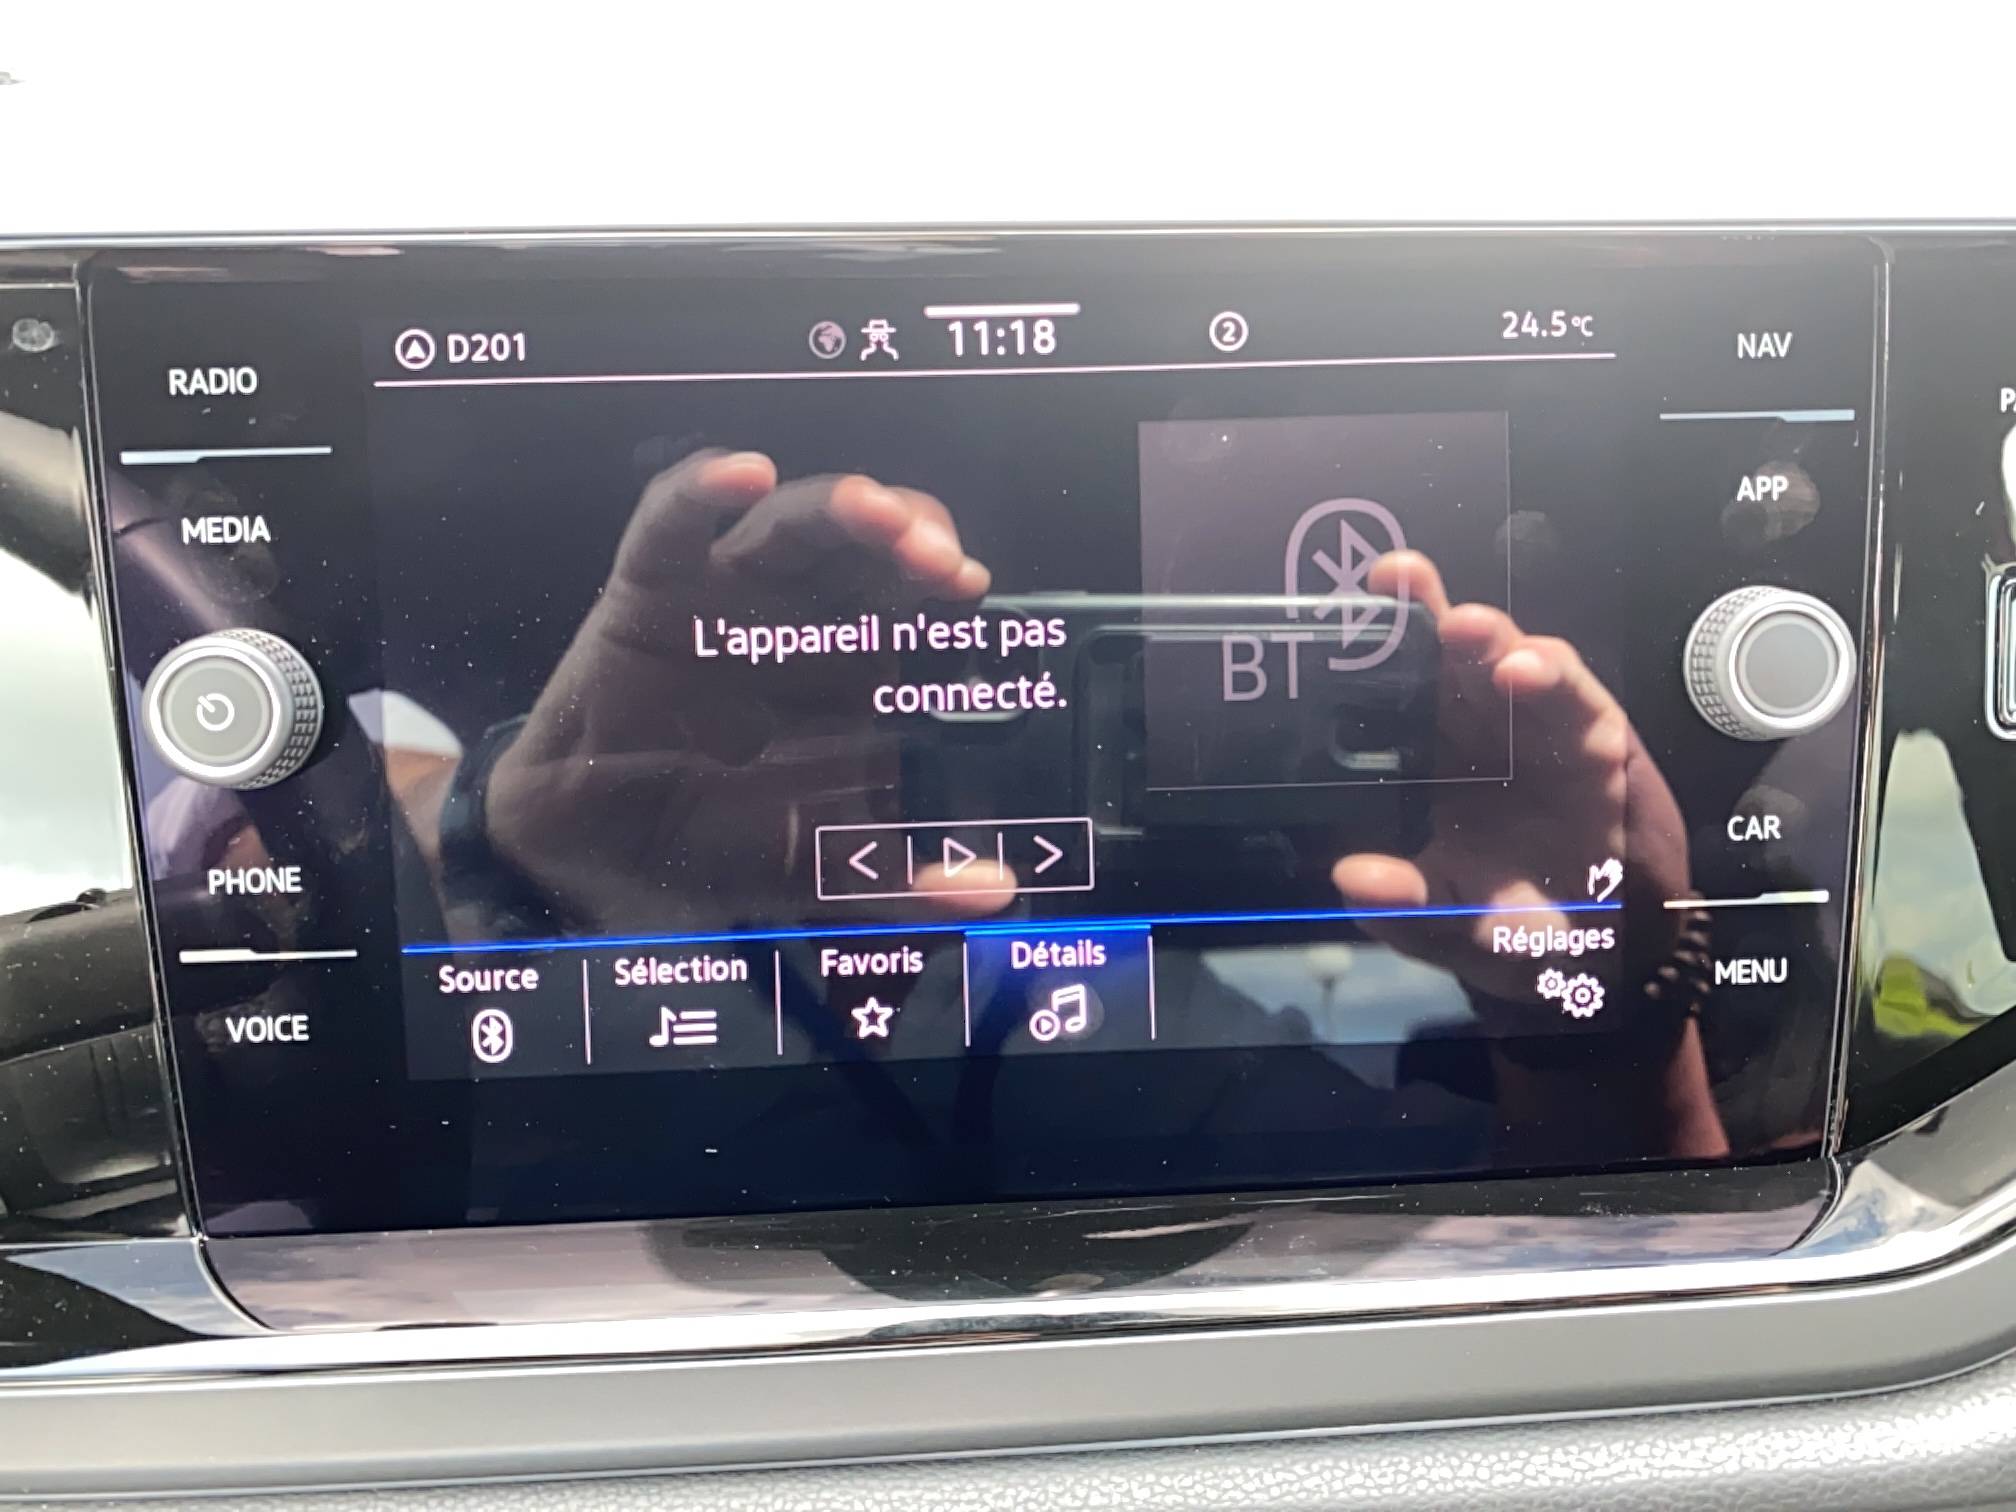 D201
11:18
2
24.5°C
RADIO
MEDIA
PHONE
VOICE
NAV
APP
CAR
MENU
L'appareil n'est pas
connecté.
BT
Source
Sélection
Favoris
Détails
Réglages